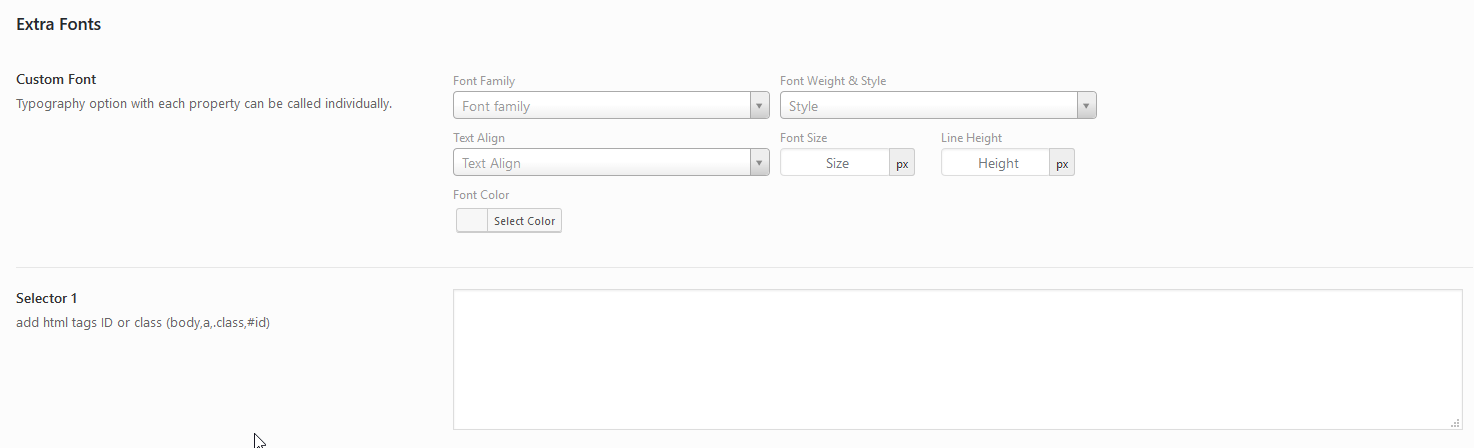 Extra Fonts
Custom Font
Typography option with each property can be called individually.
Font Family
Font Weight & Style
Font family
Style
Text Align
Font Size
Line Height
Text Align
Size
px
Height
px
Font Color
Select Color
Selector 1
add html tags ID or class (body,a,.class,#id)